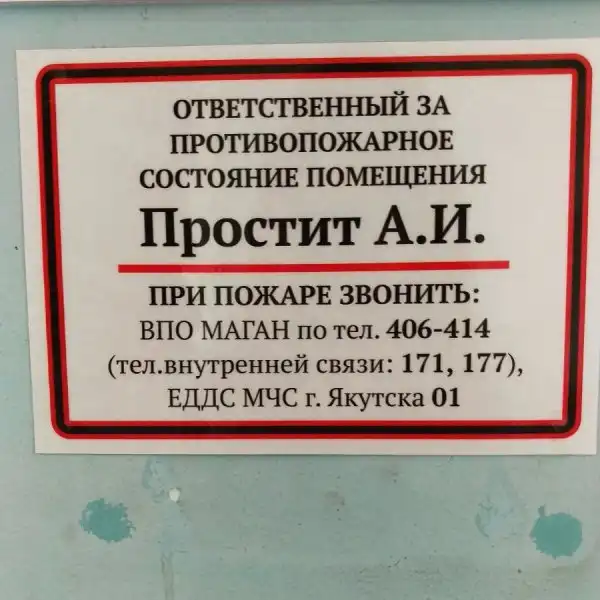 ОТВЕТСТВЕННЫЙ ЗА
ПРОТИВОПОЖАРНОЕ
СОСТОЯНИЕ ПОМЕЩЕНИЯ
Простит А.И.
ПРИ ПОЖАРЕ ЗВОНИТЬ:
ВПО МАГАН по тел. 406-414
(тел.внутренней связи: 171, 177),
ЕДДС МЧС г. Якутска 01